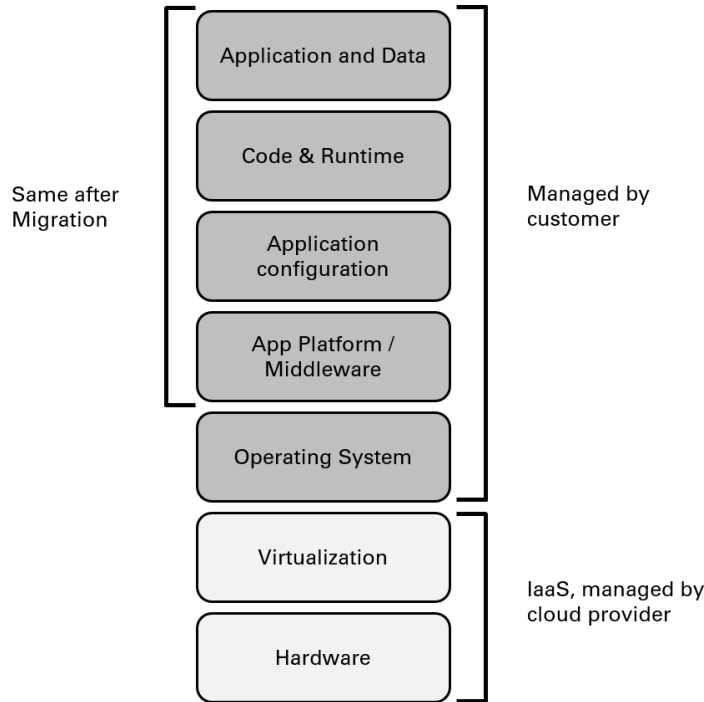 Application and Data
Code & Runtime
Same after
Migration
Managed by
customer
Application
configuration
App Platform /
Middleware
Operating System
Virtualization
IaaS, managed by
cloud provider
Hardware